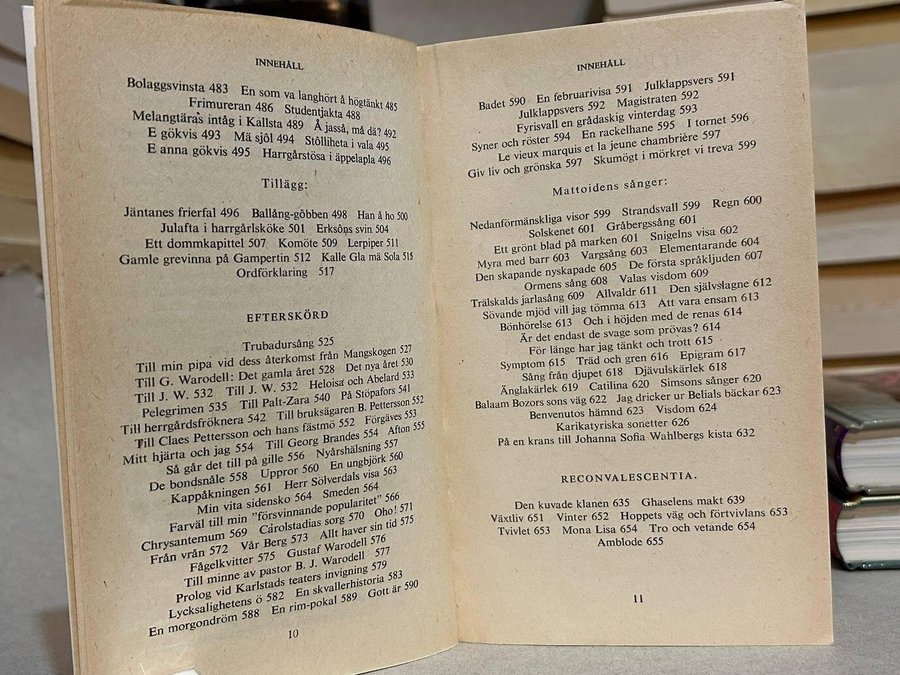 INNEHÅLL
Bolaggsvinsta 483 En som va langhört å högtänkt 485
Frimureran 486 Studentjakta 488
Melangtäras intåg i Kallsta 489 Å jasså, må dä? 492
E gökvis 493 Mä sjôl 494 Stôlliheta i vala 495
E anna gökvis 495 Harrgårstösa i äppelapla 496
Tillägg:
Jäntanes frierfal 496 Ballång-gôbben 498 Han å ho 500
Julafta i harrgårlsköke 501 Erksôns svin 504
Ett dommkapittel 507 Komöte 509 Lerpiper 511
Gamle grevinna på Gampertin 512 Kalle Gla mä Sola 515
Ordförklaring 517
EFTERSKÖRD
Trubadursång 525
Till min pipa vid dess återkomst från Mangskogen 527
Till G. Warodell: Det gamla året 528 Det nya året 530
Till J. W. 532 Till J. W. 532 Heloisa och Abelard 533
Pelegrimen 535 Till Palt-Zara 540 På Stöpafors 541
Till herrgårdsfröknera 542 Till bruksägaren B. Pettersson 552
Till Claes Pettersson och hans fästmö 552 Förgäves 553
Mitt hjärta och jag 554 Till Georg Brandes 554 Afton 555
Så går det till på gille 556 Nyårshälsning 557
De bondsnåle 558 Uppror 560 En ungbjörk 560
Kappåkningen 561 Herr Sölverdals visa 563
Min vita sidensko 564 Smeden 564
Farväl till min "försvinnande popularitet" 566
Chrysantemum 569 Carolstadias sorg 570 Oho! 571
Från vrån 572 Vår Berg 573 Allt haver sin tid 575
Fågelkvitter 575 Gustaf Warodell 576
Till minne av pastor B. J. Warodell 577
Prolog vid Karlstads teaters invigning 579
Lycksalighetens ö 582 En skvallerhistoria 583
En morgondröm 588 En rim-pokal 589 Gott är 590
10
INNEHÅLL
Badet 590 En februarivisa 591 Julklappsvers 591
Julklappsvers 592 Magistraten 592
Fyrisvall en grådaskig vinterdag 593
Syner och röster 594 En rackelhane 595 I tornet 596
Le vieux marquis et la jeune chambrière 597
Giv liv och grönska 597 Skumögt i mörkret vi treva 599
Mattoidens sånger:
Nedanförmänskliga visor 599 Strandsvall 599 Regn 600
Solskenet 601 Gråbergssång 601
Ett grönt blad på marken 601 Snigelns visa 602
Myra med barr 603 Vargsång 603 Elementarande 604
Den skapande nyskapade 605 De första språkljuden 607
Ormens sång 608 Valas visdom 609
Trälskalds jarlasång 609 Allvaldr 611 Den självslagne 612
Sövande mjöd vill jag tömma 613 Att vara ensam 613
Bönhörelse 613 Och i höjden med de renas 614
Är det endast de svage som prövas? 614
För länge har jag tänkt och trott 615
Symptom 615 Träd och gren 616 Epigram 617
Sång från djupet 618 Djävulskärlek 618
Änglakärlek 619 Catilina 620 Simsons sånger 620
Balaam Bozors sons väg 622 Jag dricker ur Belials bäckar 623
Benvenutos hämnd 623 Visdom 624
Karikatyriska sonetter 626
På en krans till Johanna Sofia Wahlbergs kista 632
RECONVALESCENTIA.
Den kuvade klanen 635 Ghaselens makt 639
Växtliv 651 Vinter 652 Hoppets väg och förtvivlans 653
Tvivlet 653 Mona Lisa 654 Tro och vetande 654
Amblode 655
11